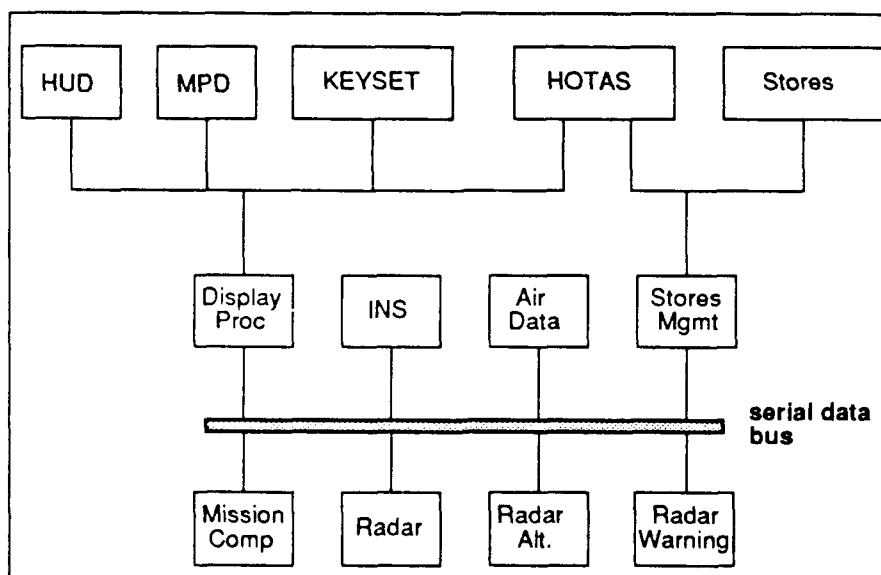 HUD
MPD
KEYSET
HOTAS
Stores
Display
Proc
INS
Air
Data
Stores
Mgmt
serial data
bus
Mission
Comp
Radar
Radar
Alt.
Radar
Warning